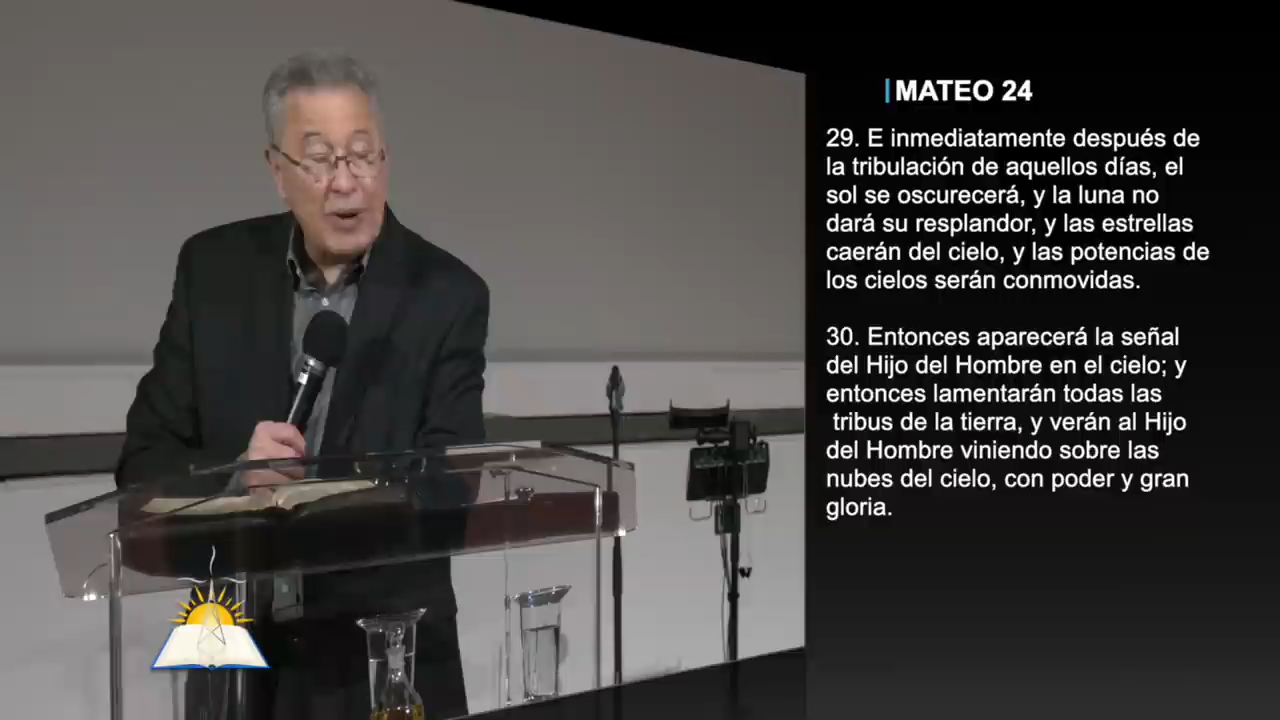 MATEO 24
29. E inmediatamente después de
la tribulación de aquellos días, el
sol se oscurecerá, y la luna no
dará su resplandor, y las estrellas
caerán del cielo, y las potencias de
los cielos serán conmovidas.
30. Entonces aparecerá la señal
del Hijo del Hombre en el cielo; y
entonces lamentarán todas las
tribus de la tierra, y verán al Hijo
del Hombre viniendo sobre las
nubes del cielo, con poder y gran
gloria.